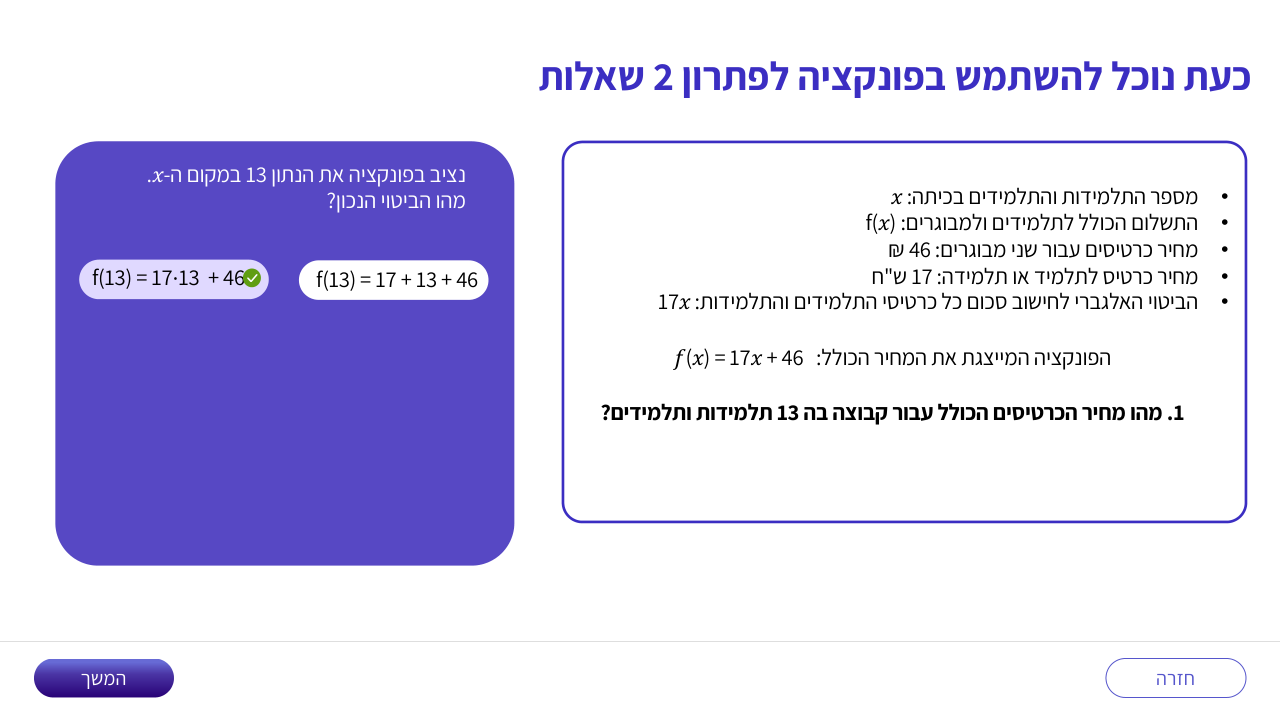 כעת נוכל להשתמש בפונקציה לפתרון 2 שאלות
• מספר התלמידות והתלמידים בכיתה: x
• התשלום הכולל לתלמידים ולמבוגרים: f(x)
• מחיר כרטיסים עבור שני מבוגרים: 46 ₪
• מחיר כרטיס לתלמיד או תלמידה: 17 ש"ח
• הביטוי האלגברי לחישוב סכום כל כרטיסי התלמידים והתלמידות: 17x
הפונקציה המייצגת את המחיר הכולל: f(x) = 17x + 46
1. מהו מחיר הכרטיסים הכולל עבור קבוצה בה 13 תלמידות ותלמידים?
נציב בפונקציה את הנתון 13 במקום ה-x.
מהו הביטוי הנכון?
f(13) = 17 + 13 + 46
f(13) = 17·13 + 46
חזרה
המשך